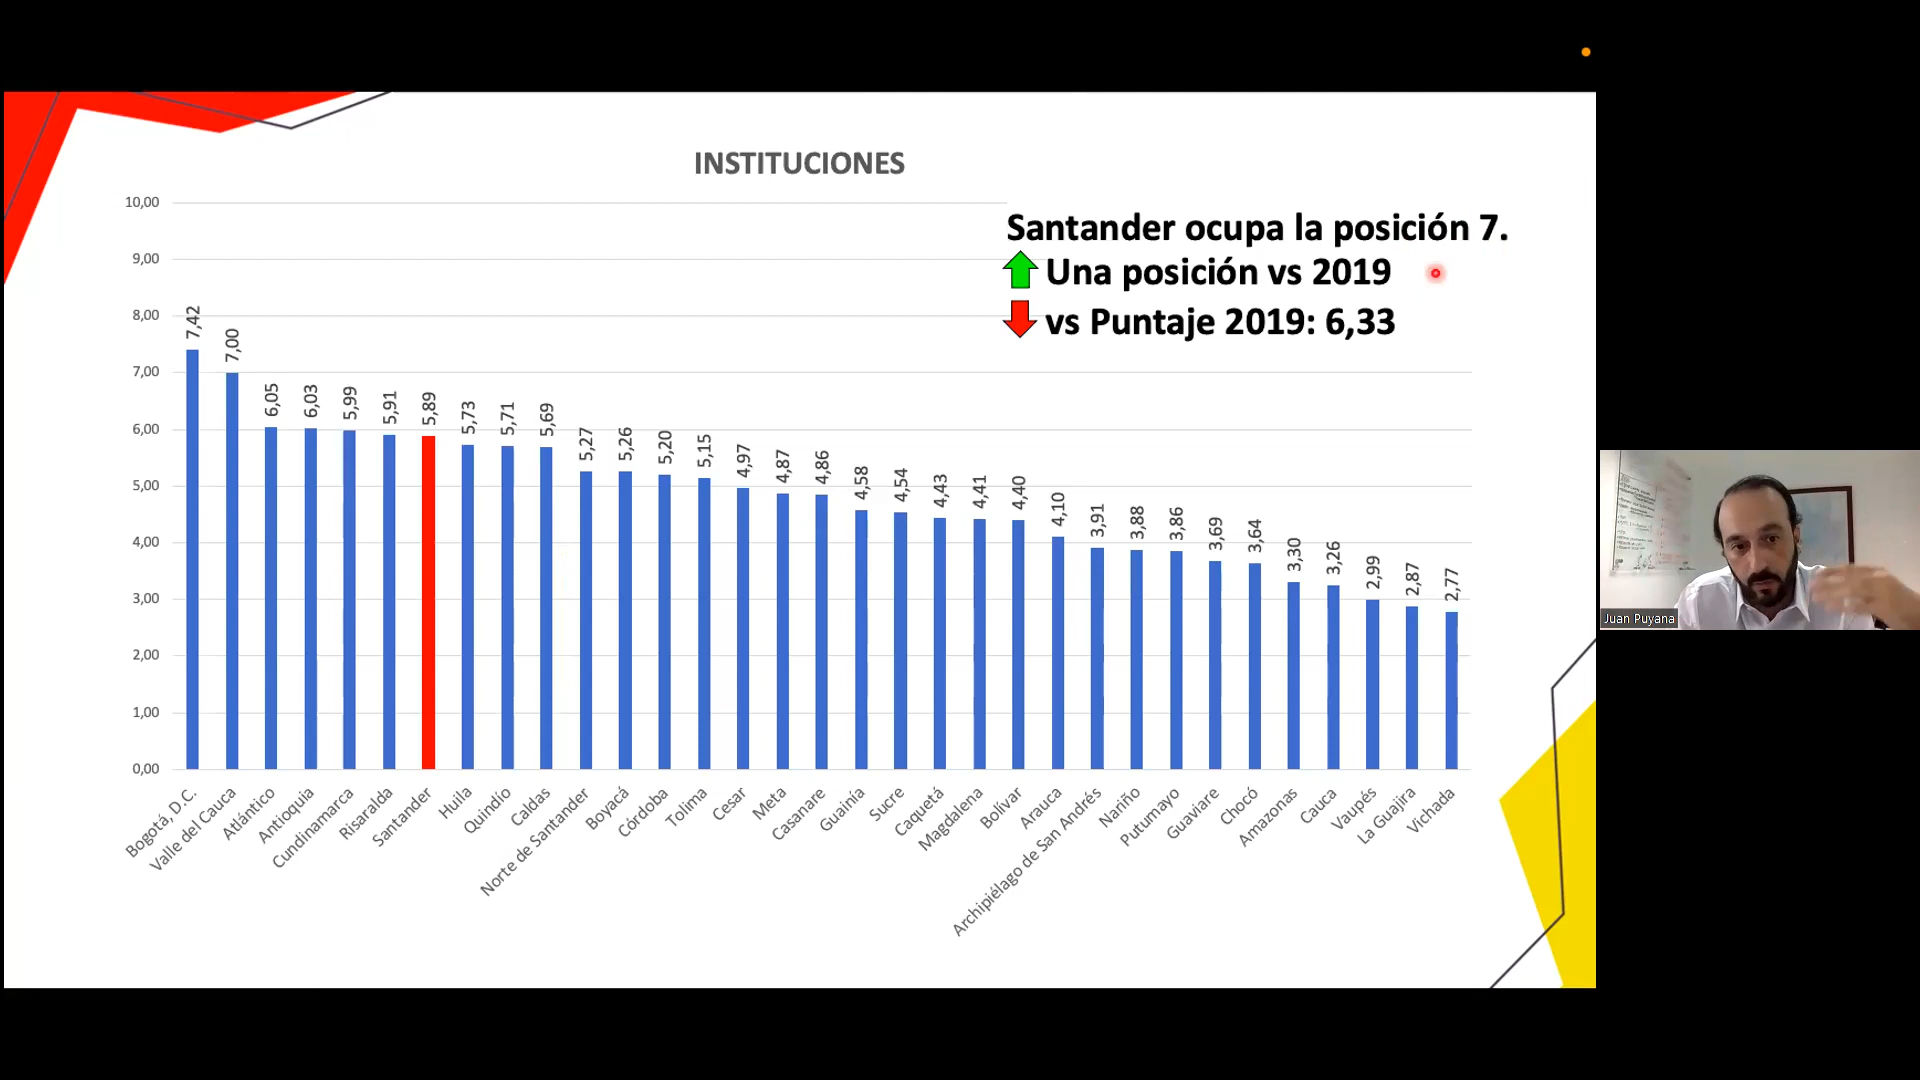 INSTITUCIONES
10,00
9,00
8,00
7,00
6,00
5,00
4,00
3,00
2,00
1,00
0,00
Santander ocupa la posición 7.
Una posición vs 2019
vs Puntaje 2019: 6,33
7,42
7,00
6,05
6,03
5,99
5,91
5,89
5,73
5,71
5,69
5,27
5,26
5,20
5,15
4,97
4,87
4,86
4,58
4,54
4,43
4,41
4,40
4,10
3,91
3,88
3,86
3,69
3,64
3,30
3,26
2,99
2,87
2,77
Bogotá, D.C.
Valle del Cauca
Atlántico
Antioquia
Cundinamarca
Risaralda
Santander
Huila
Quindío
Caldas
Norte de Santander
Boyacá
Córdoba
Tolima
Cesar
Meta
Casanare
Guainía
Sucre
Caquetá
Magdalena
Bolívar
Arauca
Archipiélago de San Andrés
Nariño
Putumayo
Guaviare
Chocó
Amazonas
Cauca
Vaupés
La Guajira
Vichada
Juan Puyana